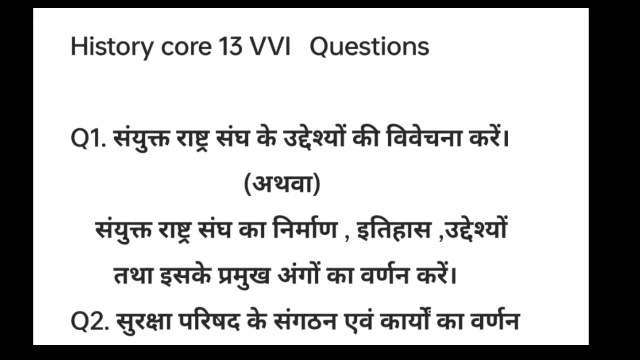 History core 13 VVI Questions
Q1. संयुक्त राष्ट्र संघ के उद्देश्यों की विवेचना करें।
(अथवा)
संयुक्त राष्ट्र संघ का निर्माण , इतिहास ,उद्देश्यों
तथा इसके प्रमुख अंगों का वर्णन करें।
Q2. सुरक्षा परिषद के संगठन एवं कार्यों का वर्णन